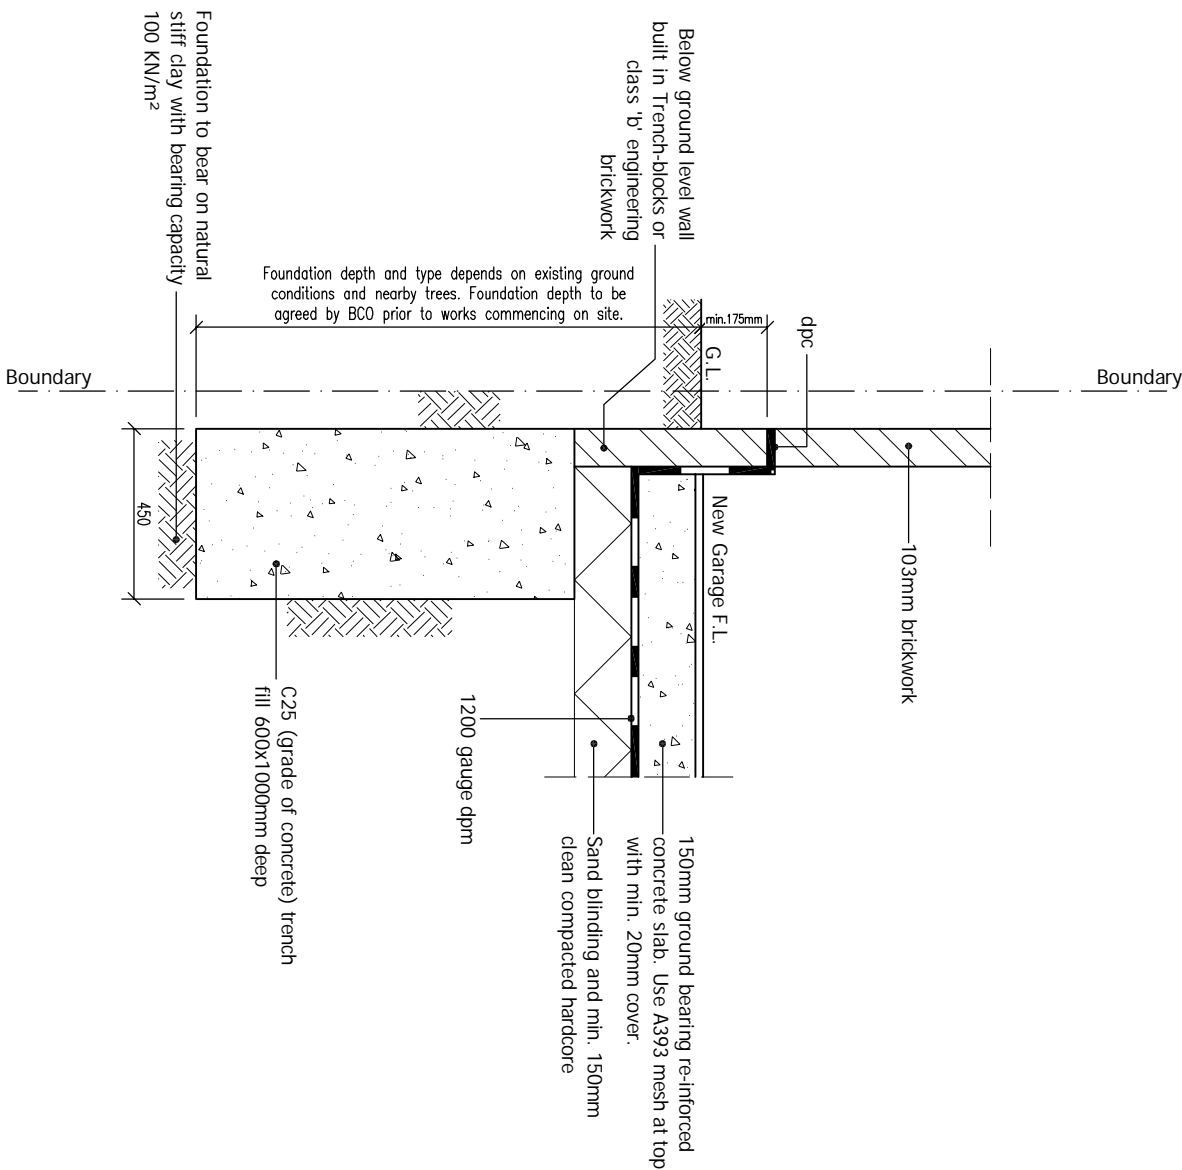 Boundary
Boundary
103mm brickwork
dpc
min.175mm
G.L.
New Garage F.L.
Below ground level wall
built in Trench-blocks or
class 'b' engineering
brickwork
150mm ground bearing re-inforced
concrete slab. Use A393 mesh at top
with min. 20mm cover.
Sand blinding and min. 150mm
clean compacted hardcore
1200 gauge dpm
Foundation depth and type depends on existing ground
conditions and nearby trees. Foundation depth to be
agreed by BCO prior to works commencing on site.
C25 (grade of concrete) trench
fill 600x1000mm deep
Foundation to bear on natural
stiff clay with bearing capacity
100 KN/m²
450